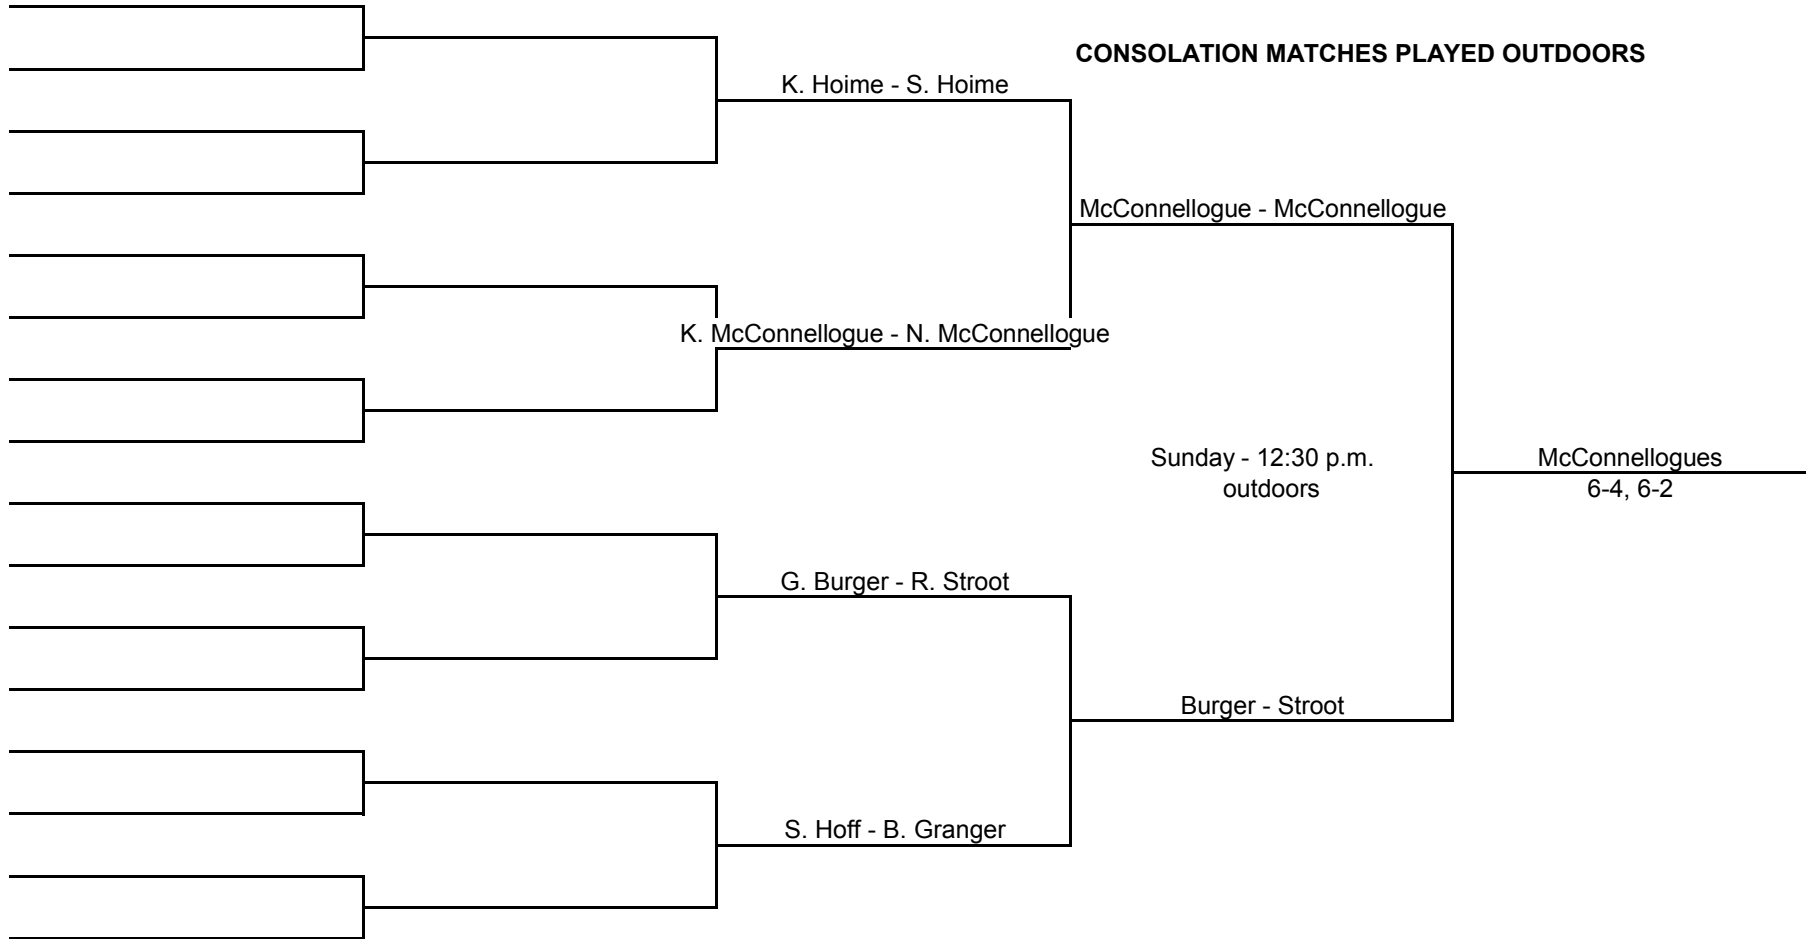 CONSOLATION MATCHES PLAYED OUTDOORS
K. Hoime - S. Hoime
McConnellogue - McConnellogue
K. McConnellogue - N. McConnellogue
Sunday - 12:30 p.m.
outdoors
McConnellogues
6-4, 6-2
G. Burger - R. Stroot
Burger - Stroot
S. Hoff - B. Granger